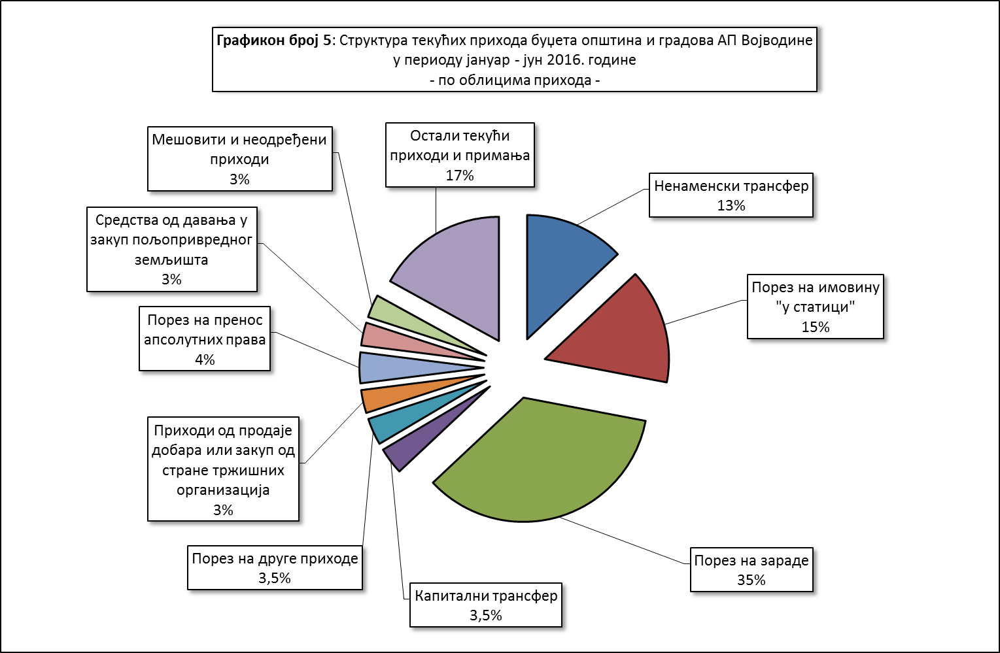 Графикон број 5: Структура текућих прихода буџета општина и градова АП Војводине
у периоду јануар - јун 2016. године
- по облицима прихода -
Остали текући
приходи и примања
17%
Ненаменски трансфер
13%
Порез на имовину
"у статици"
15%
Порез на зараде
35%
Капитални трансфер
3,5%
Порез на друге приходе
3,5%
Приходи од продаје
добара или закуп од
стране тржишних
организација
3%
Порез на пренос
апсолутних права
4%
Средства од давања у
закуп пољопривредног
земљишта
3%
Мешовити и неодређени
приходи
3%